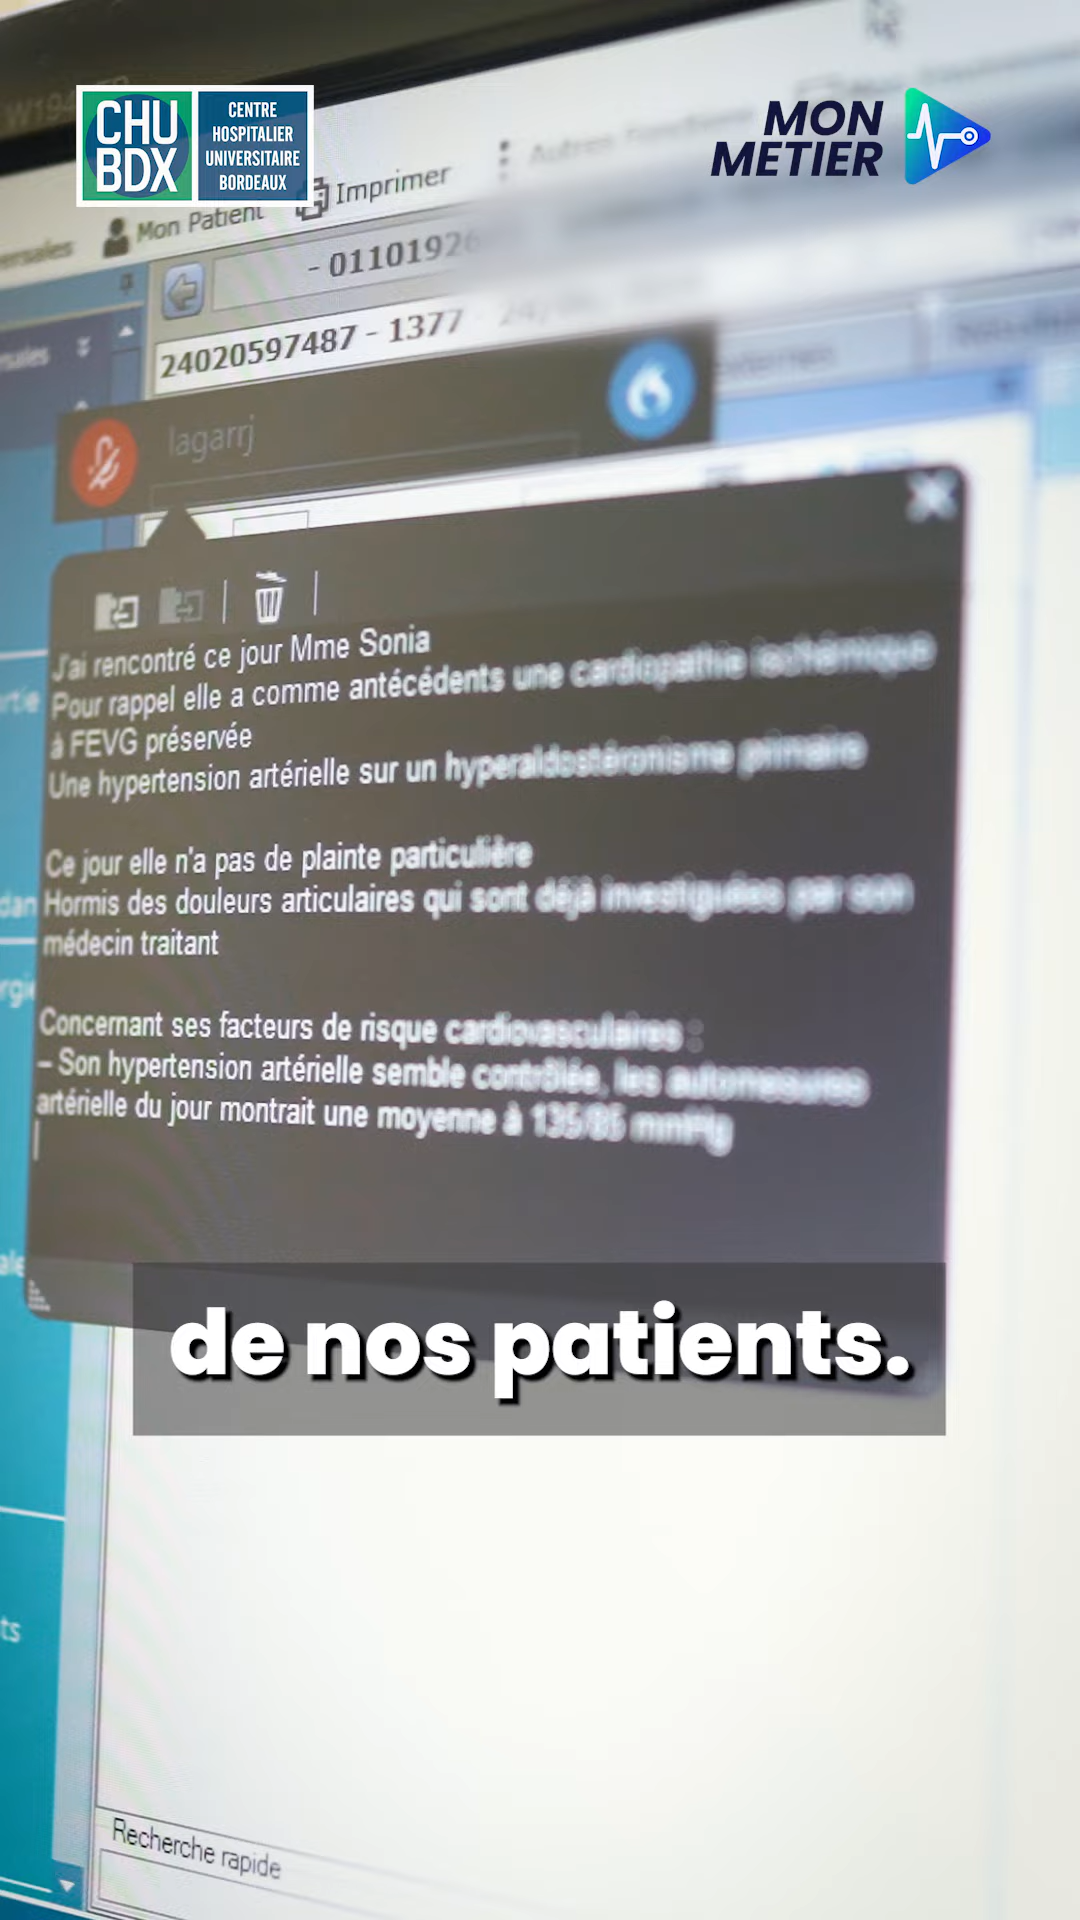 CHU
BDX
CENTRE
HOSPITALIER
UNIVERSITAIRE
BORDEAUX
MON
METIER
Mon Patient
Imprimer
Autres
- 0110192
24020597487 - 1377
lagarrj
J'ai rencontré ce jour Mme Sonia
Pour rappel elle a comme antécédents une cardiopathie ischémique
à FEVG préservée
Une hypertension artérielle sur un hyperaldostéronisme primaire
Ce jour elle n'a pas de plainte particulière
Hormis des douleurs articulaires qui sont déjà investiguées par son
médecin traitant
Concernant ses facteurs de risque cardiovasculaires :
– Son hypertension artérielle semble contrôlée, les automesures
artérielle du jour montrait une moyenne à 135/85 mmHg
de nos patients.
Recherche rapide